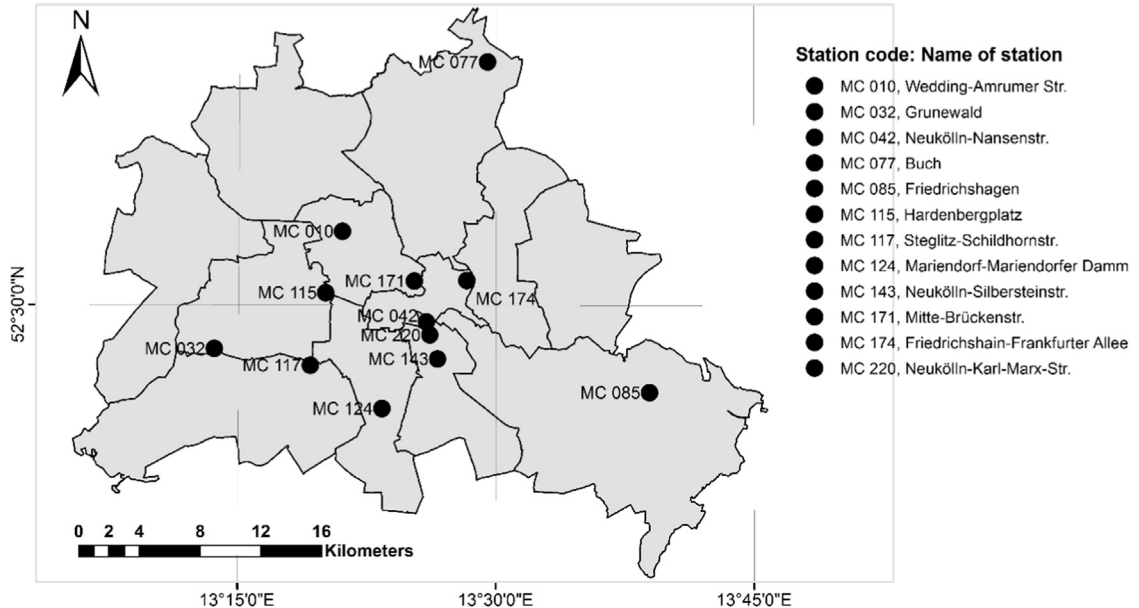 N
MC 077
MC 010
MC 171
MC 174
MC 115
MC 042
MC 220
MC 032
MC 143
MC 117
MC 085
MC 124
52°30'0"N
0 2 4 8 12 16
Kilometers
13°15'0"E 13°30'0"E 13°45'0"E
Station code: Name of station
MC 010, Wedding-Amrumer Str.
MC 032, Grunewald
MC 042, Neukölln-Nansenstr.
MC 077, Buch
MC 085, Friedrichshagen
MC 115, Hardenbergplatz
MC 117, Steglitz-Schildhornstr.
MC 124, Mariendorf-Mariendorfer Damm
MC 143, Neukölln-Silbersteinstr.
MC 171, Mitte-Brückenstr.
MC 174, Friedrichshain-Frankfurter Allee
MC 220, Neukölln-Karl-Marx-Str.